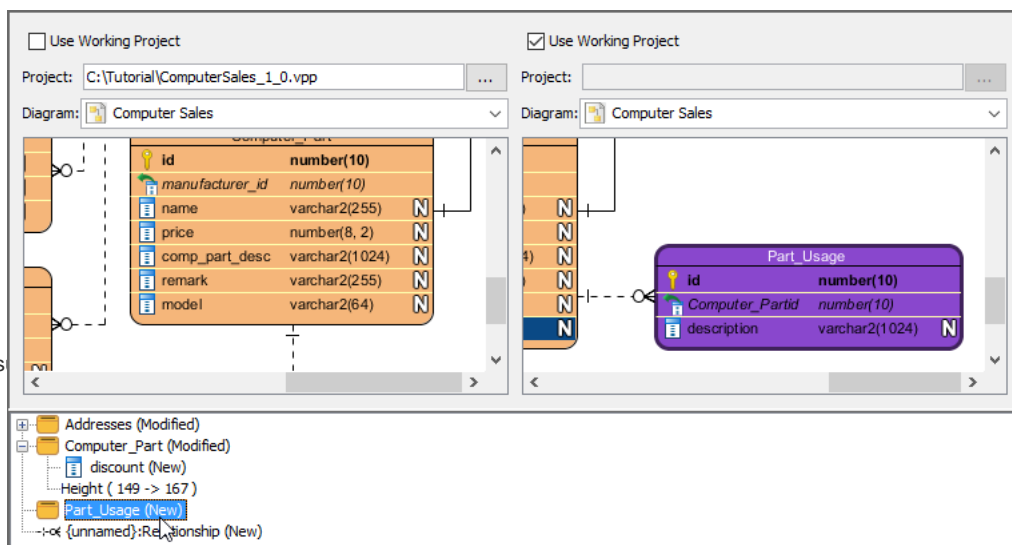 Use Working Project
Project: C:\Tutorial\ComputerSales_1_0.vpp ...
Diagram: Computer Sales
id number(10)
manufacturer_id number(10)
name varchar2(255) N
price number(8, 2) N
comp_part_desc varchar2(1024) N
remark varchar2(255) N
model varchar2(64) N
Use Working Project
Project: ...
Diagram: Computer Sales
) N
N
4) N
) N
N
Part_Usage
id number(10)
Computer_Partid number(10)
description varchar2(1024) N
Addresses (Modified)
Computer_Part (Modified)
discount (New)
Height ( 149 -> 167 )
Part_Usage (New)
{unnamed}:Relationship (New)